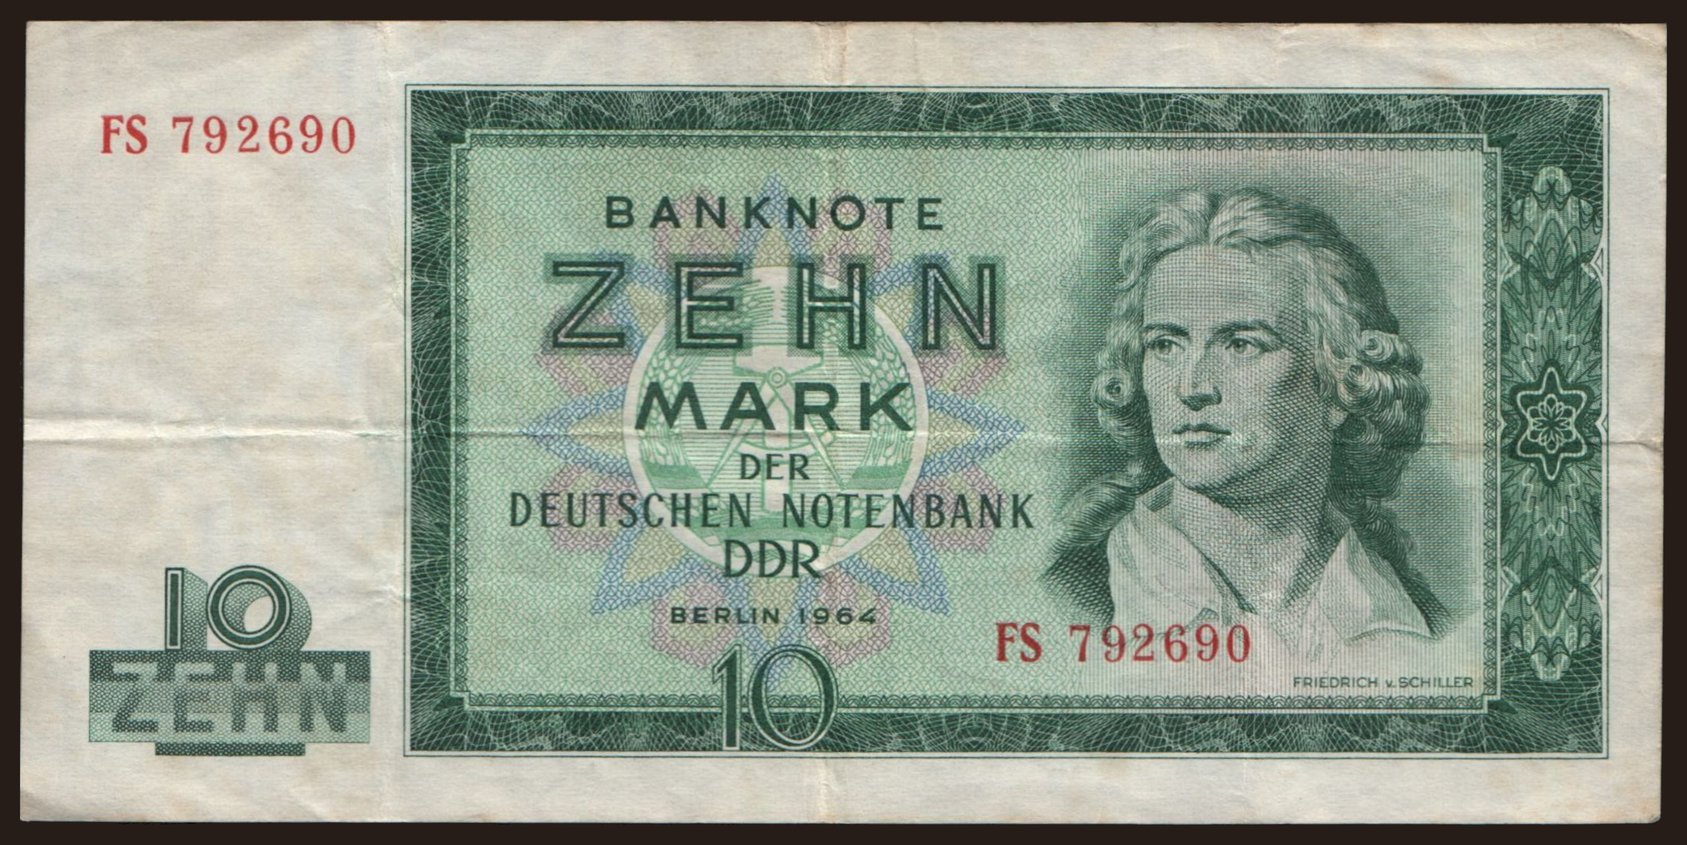 FS 792690
BANKNOTE
ZEHN
MARK
DER
DEUTSCHEN NOTENBANK
DDR
BERLIN 1964
10
FS 792690
FRIEDRICH v. SCHILLER
10
ZEHN